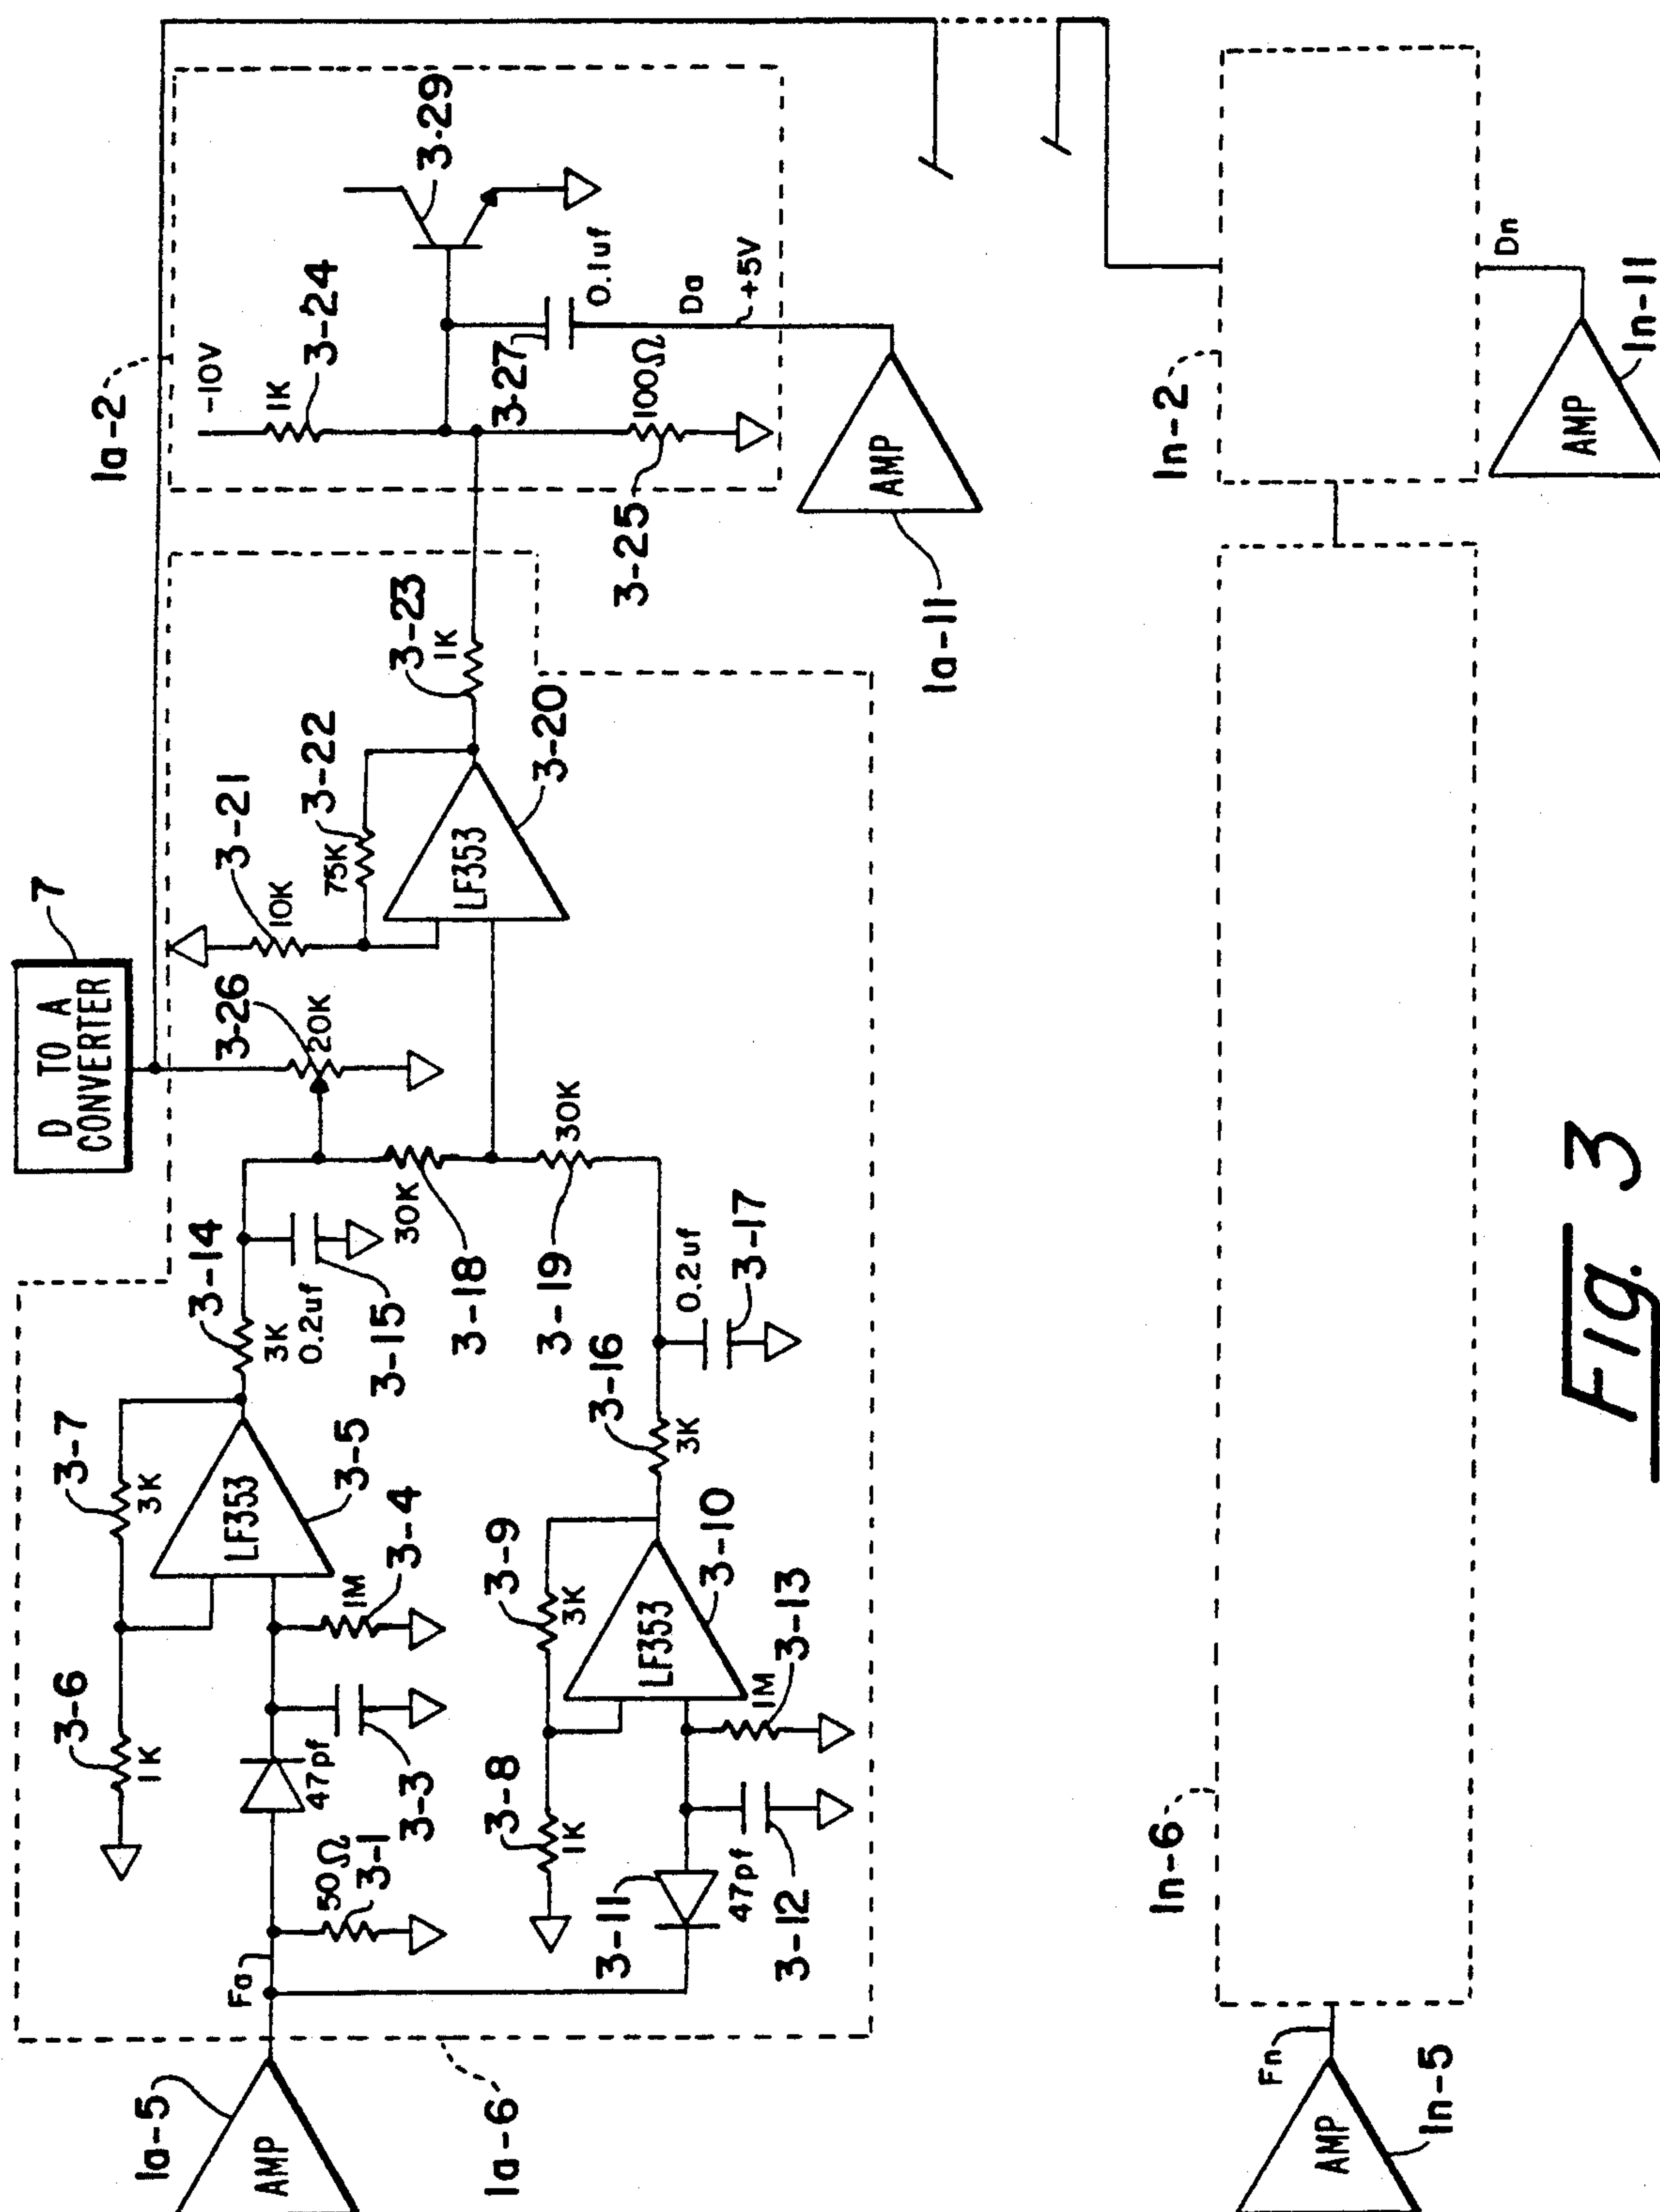 7
D TO A
CONVERTER
1a-5
AMP
1a-6
Fa
50Ω
3-1
47pf
3-3
1M
3-4
3-6
1K
3-7
3K
LF353
3-5
3-14
3K
0.2uf
3-15
3-8
1K
3-9
3K
LF353
3-10
3-11
47pf
3-12
1M
3-13
3-16
3K
0.2uf
3-17
30K
3-18
30K
3-19
3-26
20K
3-21
10K
3-22
75K
LF353
3-20
3-23
1K
1a-2
-10V
1K
3-24
3-25
100Ω
3-27
0.1uf
3-29
Da
+5V
AMP
1a-11
AMP
1n-5
Fn
1n-6
1n-2
Dn
AMP
1n-11
Fig. 3